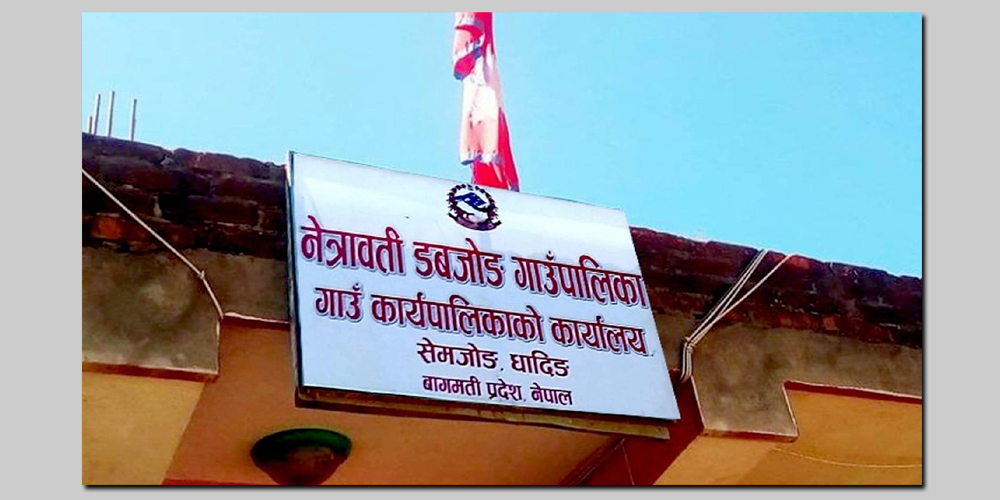 नेत्रावती डबजोङ गाउँपालिका
गाउँ कार्यपालिकाको कार्यालय
सेमजोङ, धादिङ
बागमती प्रदेश, नेपाल